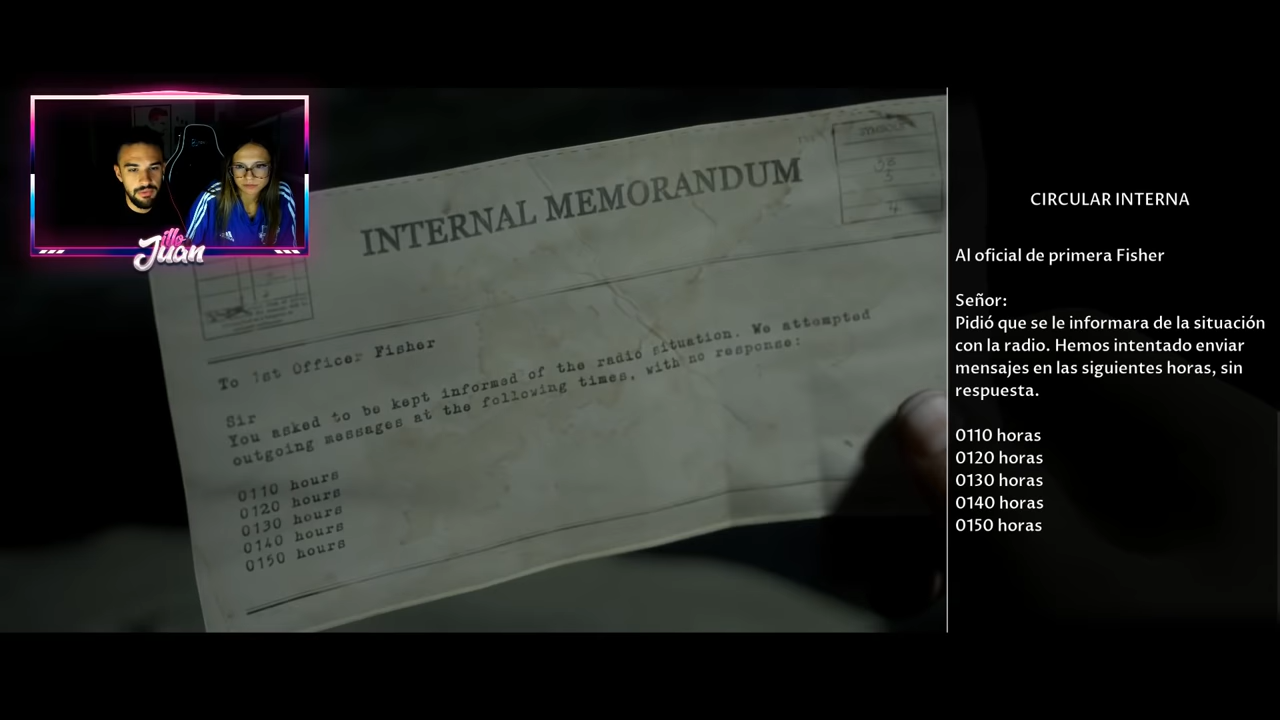 illo
Juan
INTERNAL MEMORANDUM
SYMBOLS
To 1st Officer Fisher
Sir
You asked to be kept informed of the radio situation. We attempted
outgoing messages at the following times, with no response:
0110 hours
0120 hours
0130 hours
0140 hours
0150 hours
CIRCULAR INTERNA
Al oficial de primera Fisher
Señor:
Pidió que se le informara de la situación
con la radio. Hemos intentado enviar
mensajes en las siguientes horas, sin
respuesta.
0110 horas
0120 horas
0130 horas
0140 horas
0150 horas